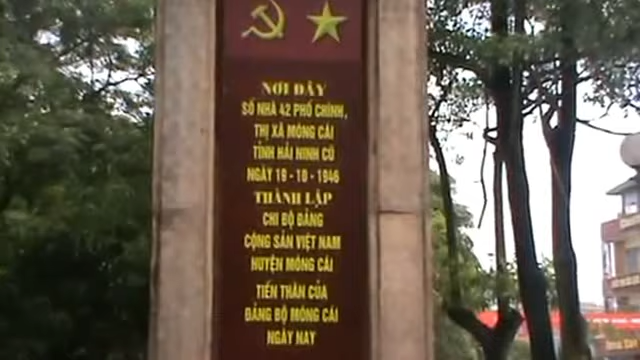 NƠI ĐÂY
SỐ NHÀ 42 PHỐ CHÍNH,
THỊ XÃ MÓNG CÁI
TỈNH HẢI NINH CŨ
NGÀY 19 - 10 - 1946
THÀNH LẬP
CHI BỘ ĐẢNG
CỘNG SẢN VIỆT NAM
HUYỆN MÓNG CÁI
TIỀN THÂN CỦA
ĐẢNG BỘ MÓNG CÁI
NGÀY NAY